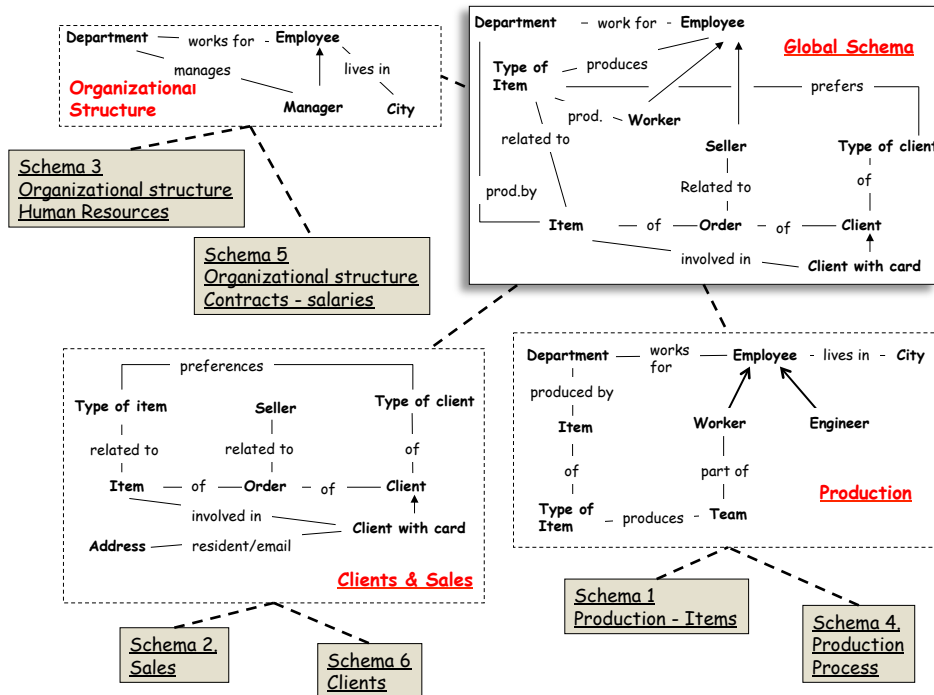 Department works for Employee
manages
lives in
Organizational
Structure
Manager
City
Department work for Employee
Global Schema
Type of
Item
produces
prefers
prod. Worker
related to
Seller
Type of client
prod.by
Related to
of
Item of Order of Client
involved in
Client with card
Schema 3
Organizational structure
Human Resources
Schema 5
Organizational structure
Contracts - salaries
preferences
Type of item Seller Type of client
related to related to of
Item of Order of Client
involved in
Client with card
Address resident/email
Clients & Sales
Department works
for Employee lives in City
produced by
Item
Worker Engineer
of
part of
Production
Type of
Item produces Team
Schema 2,
Sales
Schema 6
Clients
Schema 1
Production - Items
Schema 4,
Production
Process